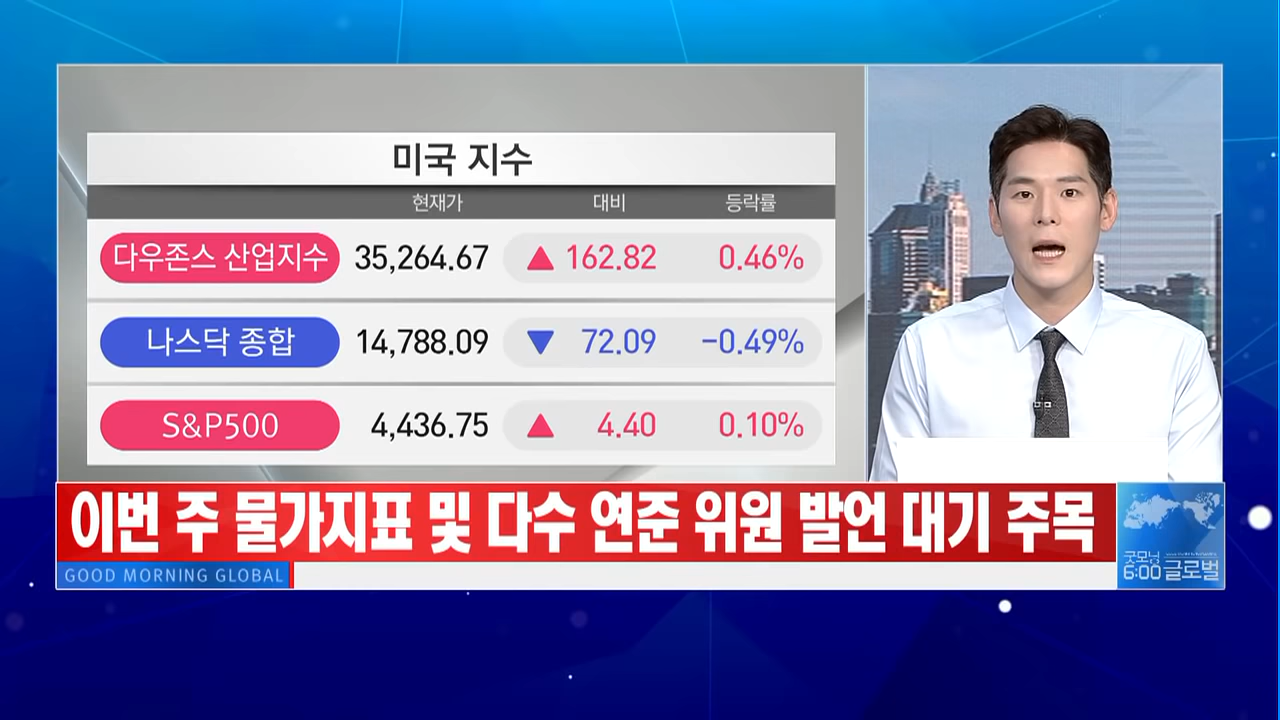 미국 지수
현재가 대비 등락률
다우존스 산업지수 35,264.67 ▲ 162.82 0.46%
나스닥 종합 14,788.09 ▼ 72.09 -0.49%
S&P500 4,436.75 ▲ 4.40 0.10%
이번 주 물가지표 및 다수 연준 위원 발언 대기 주목
GOOD MORNING GLOBAL
굿모닝
6:00 글로벌